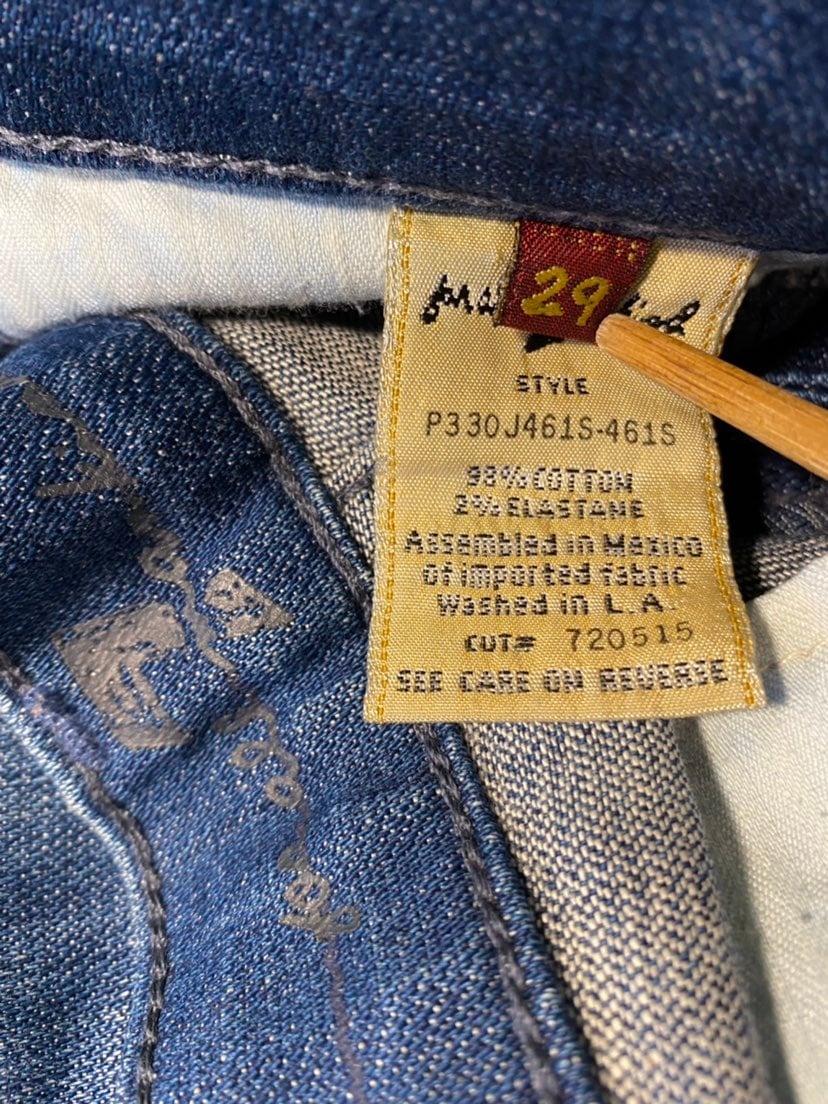 29
STYLE
P330J461S-461S
98% COTTON
2% ELASTANE
Assembled in Mexico
of imported fabric
Washed in L.A.
CUT# 720515
SEE CARE ON REVERSE